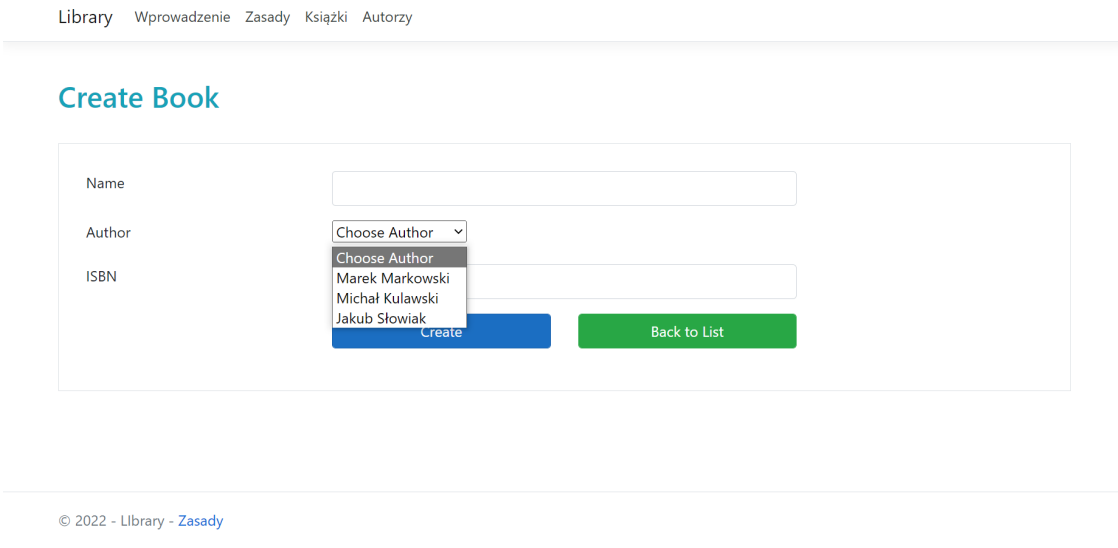 Library Wprowadzenie Zasady Książki Autorzy
Create Book
Name
Author Choose Author
Choose Author
Marek Markowski
ISBN
Michał Kulawski
Jakub Słowiak
Create Back to List
© 2022 - LIbrary - Zasady